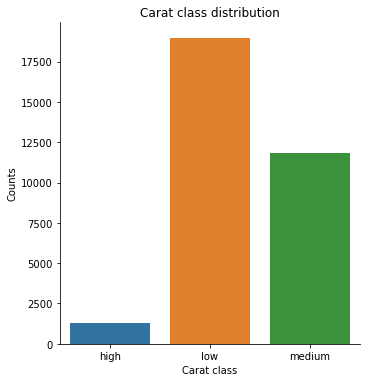 Carat class distribution
17500
15000
12500
10000
7500
5000
2500
0
Counts
high low medium
Carat class